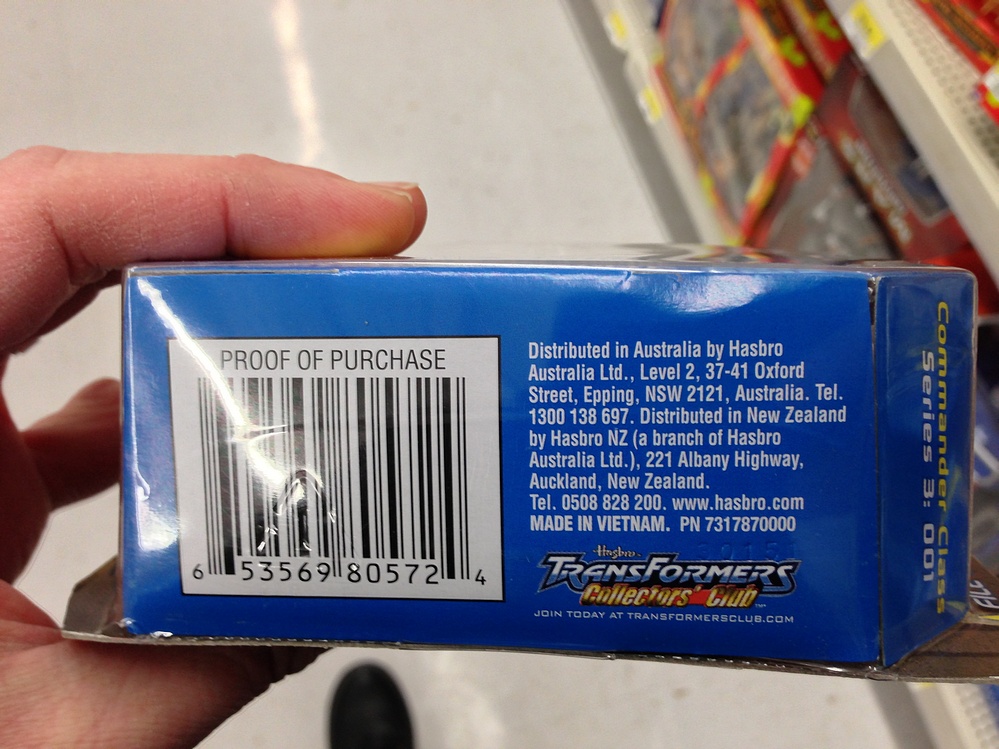 PROOF OF PURCHASE
6 53569 80572 4
Distributed in Australia by Hasbro
Australia Ltd., Level 2, 37-41 Oxford
Street, Epping, NSW 2121, Australia. Tel.
1300 138 697. Distributed in New Zealand
by Hasbro NZ (a branch of Hasbro
Australia Ltd.), 221 Albany Highway,
Auckland, New Zealand.
Tel. 0508 828 200. www.hasbro.com
MADE IN VIETNAM. PN 7317870000
Hasbro
TRANSFORMERS
Collectors' Club™
JOIN TODAY AT TRANSFORMERSCLUB.COM
Commander Class
Series 3: 001